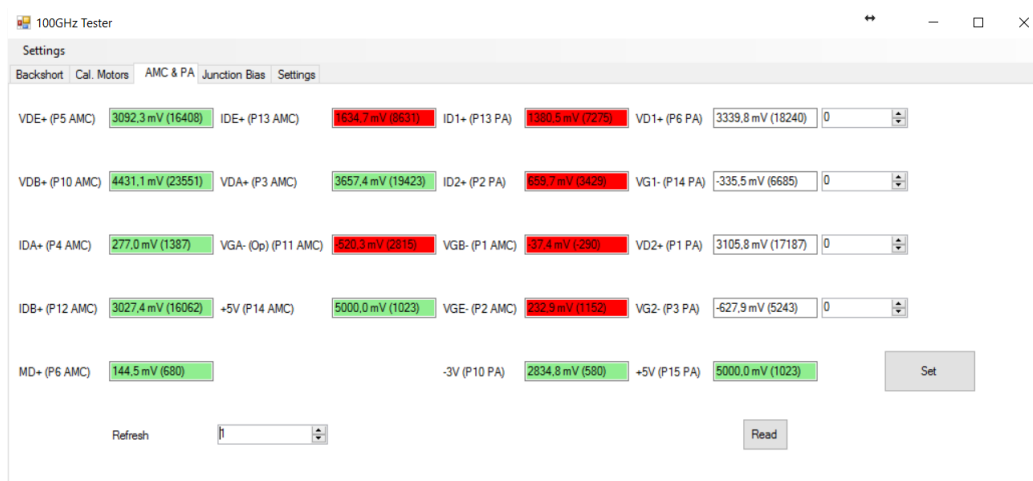 100GHz Tester
Settings
Backshort Cal. Motors AMC & PA Junction Bias Settings
VDE+ (P5 AMC) 3092,3 mV (16408) IDE+ (P13 AMC) 1634,7 mV (8631) ID1+ (P13 PA) 1380,5 mV (7275) VD1+ (P6 PA) 3339,8 mV (18240) 0
VDB+ (P10 AMC) 4431,1 mV (23551) VDA+ (P3 AMC) 3657,4 mV (19423) ID2+ (P2 PA) 659,7 mV (3429) VG1- (P14 PA) -335,5 mV (6685) 0
IDA+ (P4 AMC) 277,0 mV (1387) VGA- (Op) (P11 AMC) -520,3 mV (2815) VGB- (P1 AMC) -37,4 mV (-290) VD2+ (P1 PA) 3105,8 mV (17187) 0
IDB+ (P12 AMC) 3027,4 mV (16062) +5V (P14 AMC) 5000,0 mV (1023) VGE- (P2 AMC) 232,9 mV (1152) VG2- (P3 PA) -627,9 mV (5243) 0
MD+ (P6 AMC) 144,5 mV (680) -3V (P10 PA) 2834,8 mV (580) +5V (P15 PA) 5000,0 mV (1023) Set
Refresh 1 Read